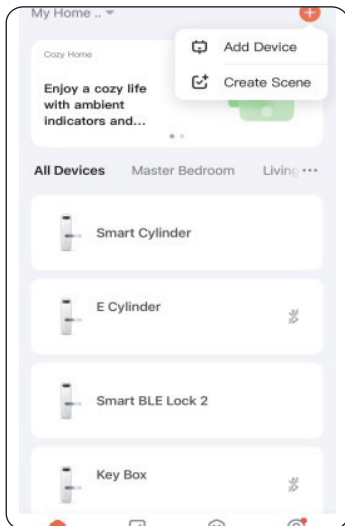 My Home ..
Add Device
Create Scene
Cozy Home
Enjoy a cozy life
with ambient
indicators and...
All Devices Master Bedroom Living ...
Smart Cylinder
E Cylinder
Smart BLE Lock 2
Key Box